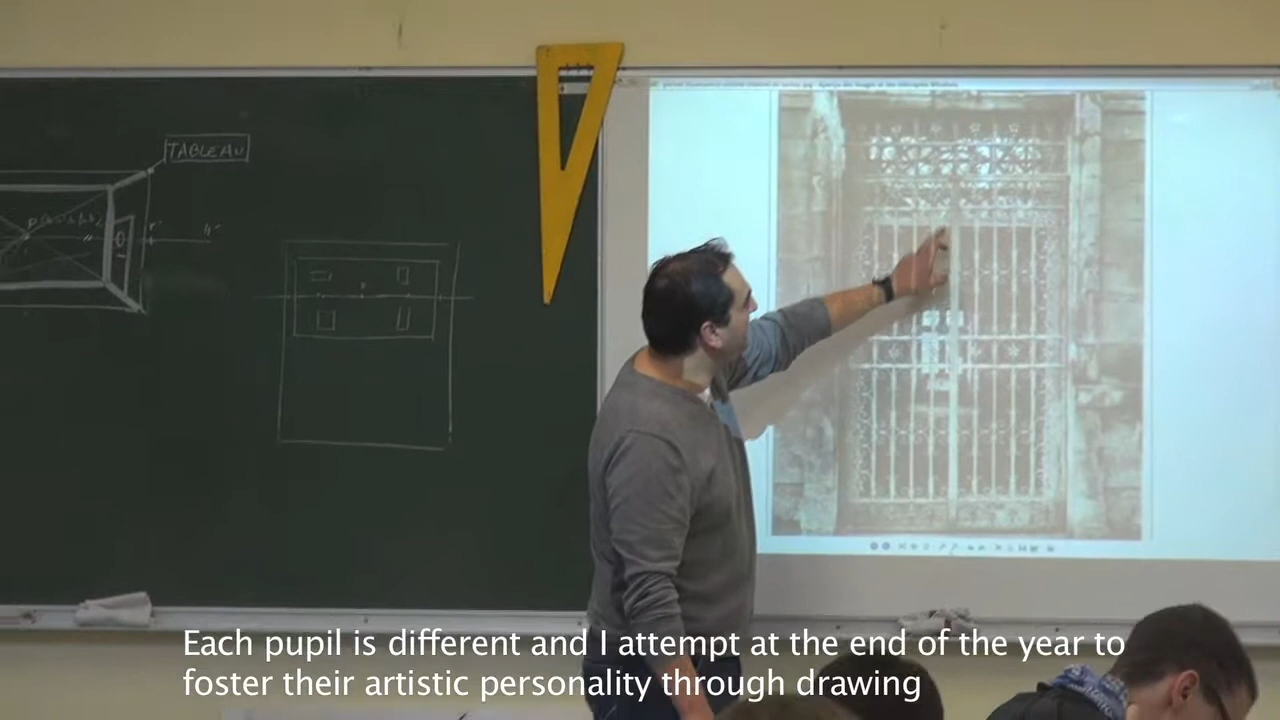 TABLEAU
Each pupil is different and I attempt at the end of the year to
foster their artistic personality through drawing